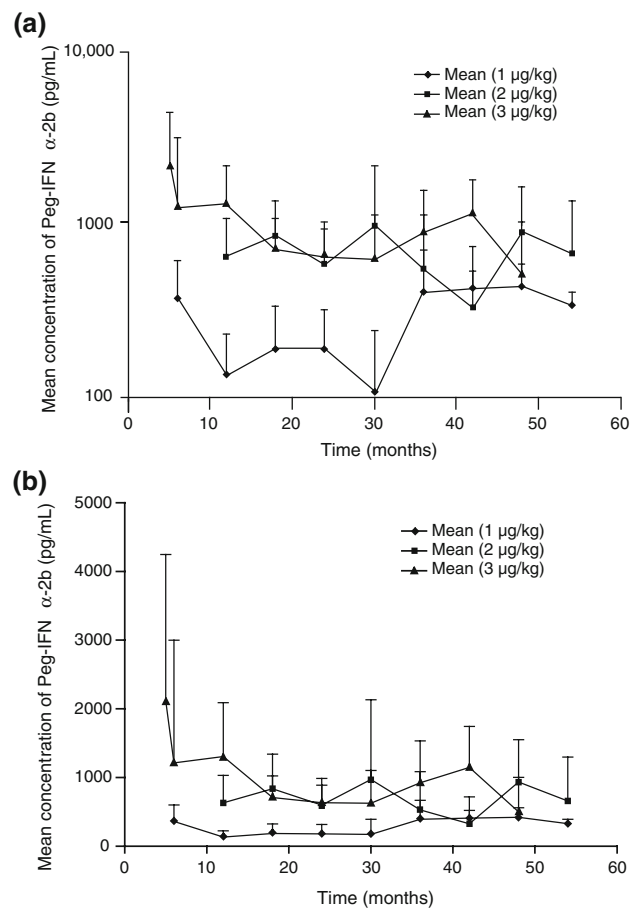 (a)
Mean concentration of Peg-IFN α-2b (pg/mL)
10,000
1000
100
0 10 20 30 40 50 60
Time (months)
Mean (1 µg/kg)
Mean (2 µg/kg)
Mean (3 µg/kg)
(b)
Mean concentration of Peg-IFN α-2b (pg/mL)
5000
4000
3000
2000
1000
0
0 10 20 30 40 50 60
Time (months)
Mean (1 µg/kg)
Mean (2 µg/kg)
Mean (3 µg/kg)